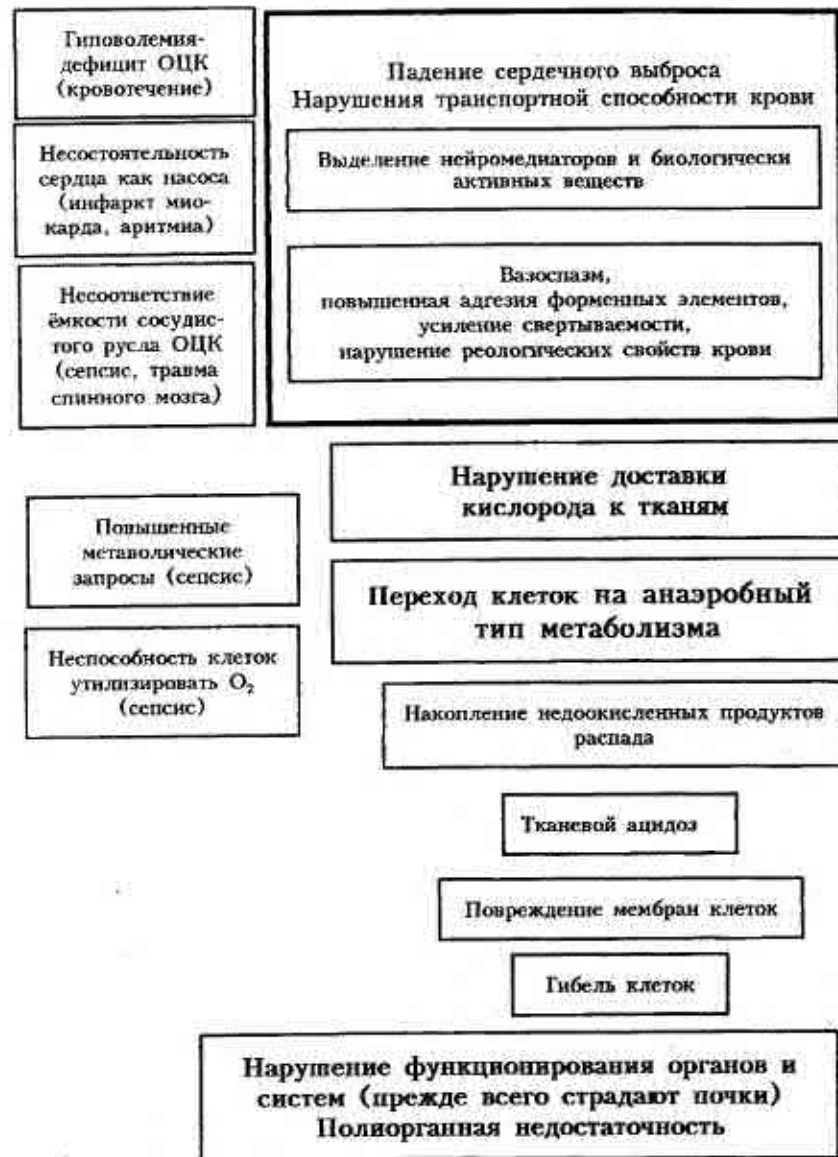 Гиповолемия-
дефицит ОЦК
(кровотечение)
Несостоятельность
сердца как насоса
(инфаркт мио-
карда, аритмиа)
Несоответствие
ёмкости сосудис-
того русла ОЦК
(сепсис, травма
спинного мозга)
Падение сердечного выброса
Нарушения транспортной способности крови
Выделение нейромедиаторов и биологически
активных веществ
Вазоспазм,
повышенная адгезия форменных элементов,
усиление свертываемости,
нарушение реологических свойств крови
Нарушение доставки
кислорода к тканям
Повышенные
метаволические
запросы (сепсис)
Переход клеток на анаэробный
тип метаболизма
Неспособность клеток
утилизировать O₂
(сепсис)
Накопление недоокисленных продуктов
распада
Тканевой ацидоз
Повреждение мембран клеток
Гибель клеток
Нарушение функционирования органов и
систем (прежде всего страдают почки)
Полиорганная недостаточность